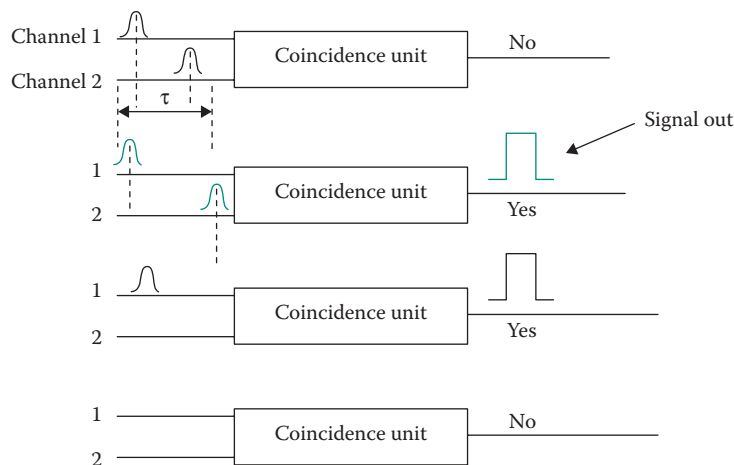 Channel 1
Coincidence unit
No
Channel 2
τ
Signal out
1
Coincidence unit
2
Yes
1
Coincidence unit
2
Yes
1
Coincidence unit
No
2